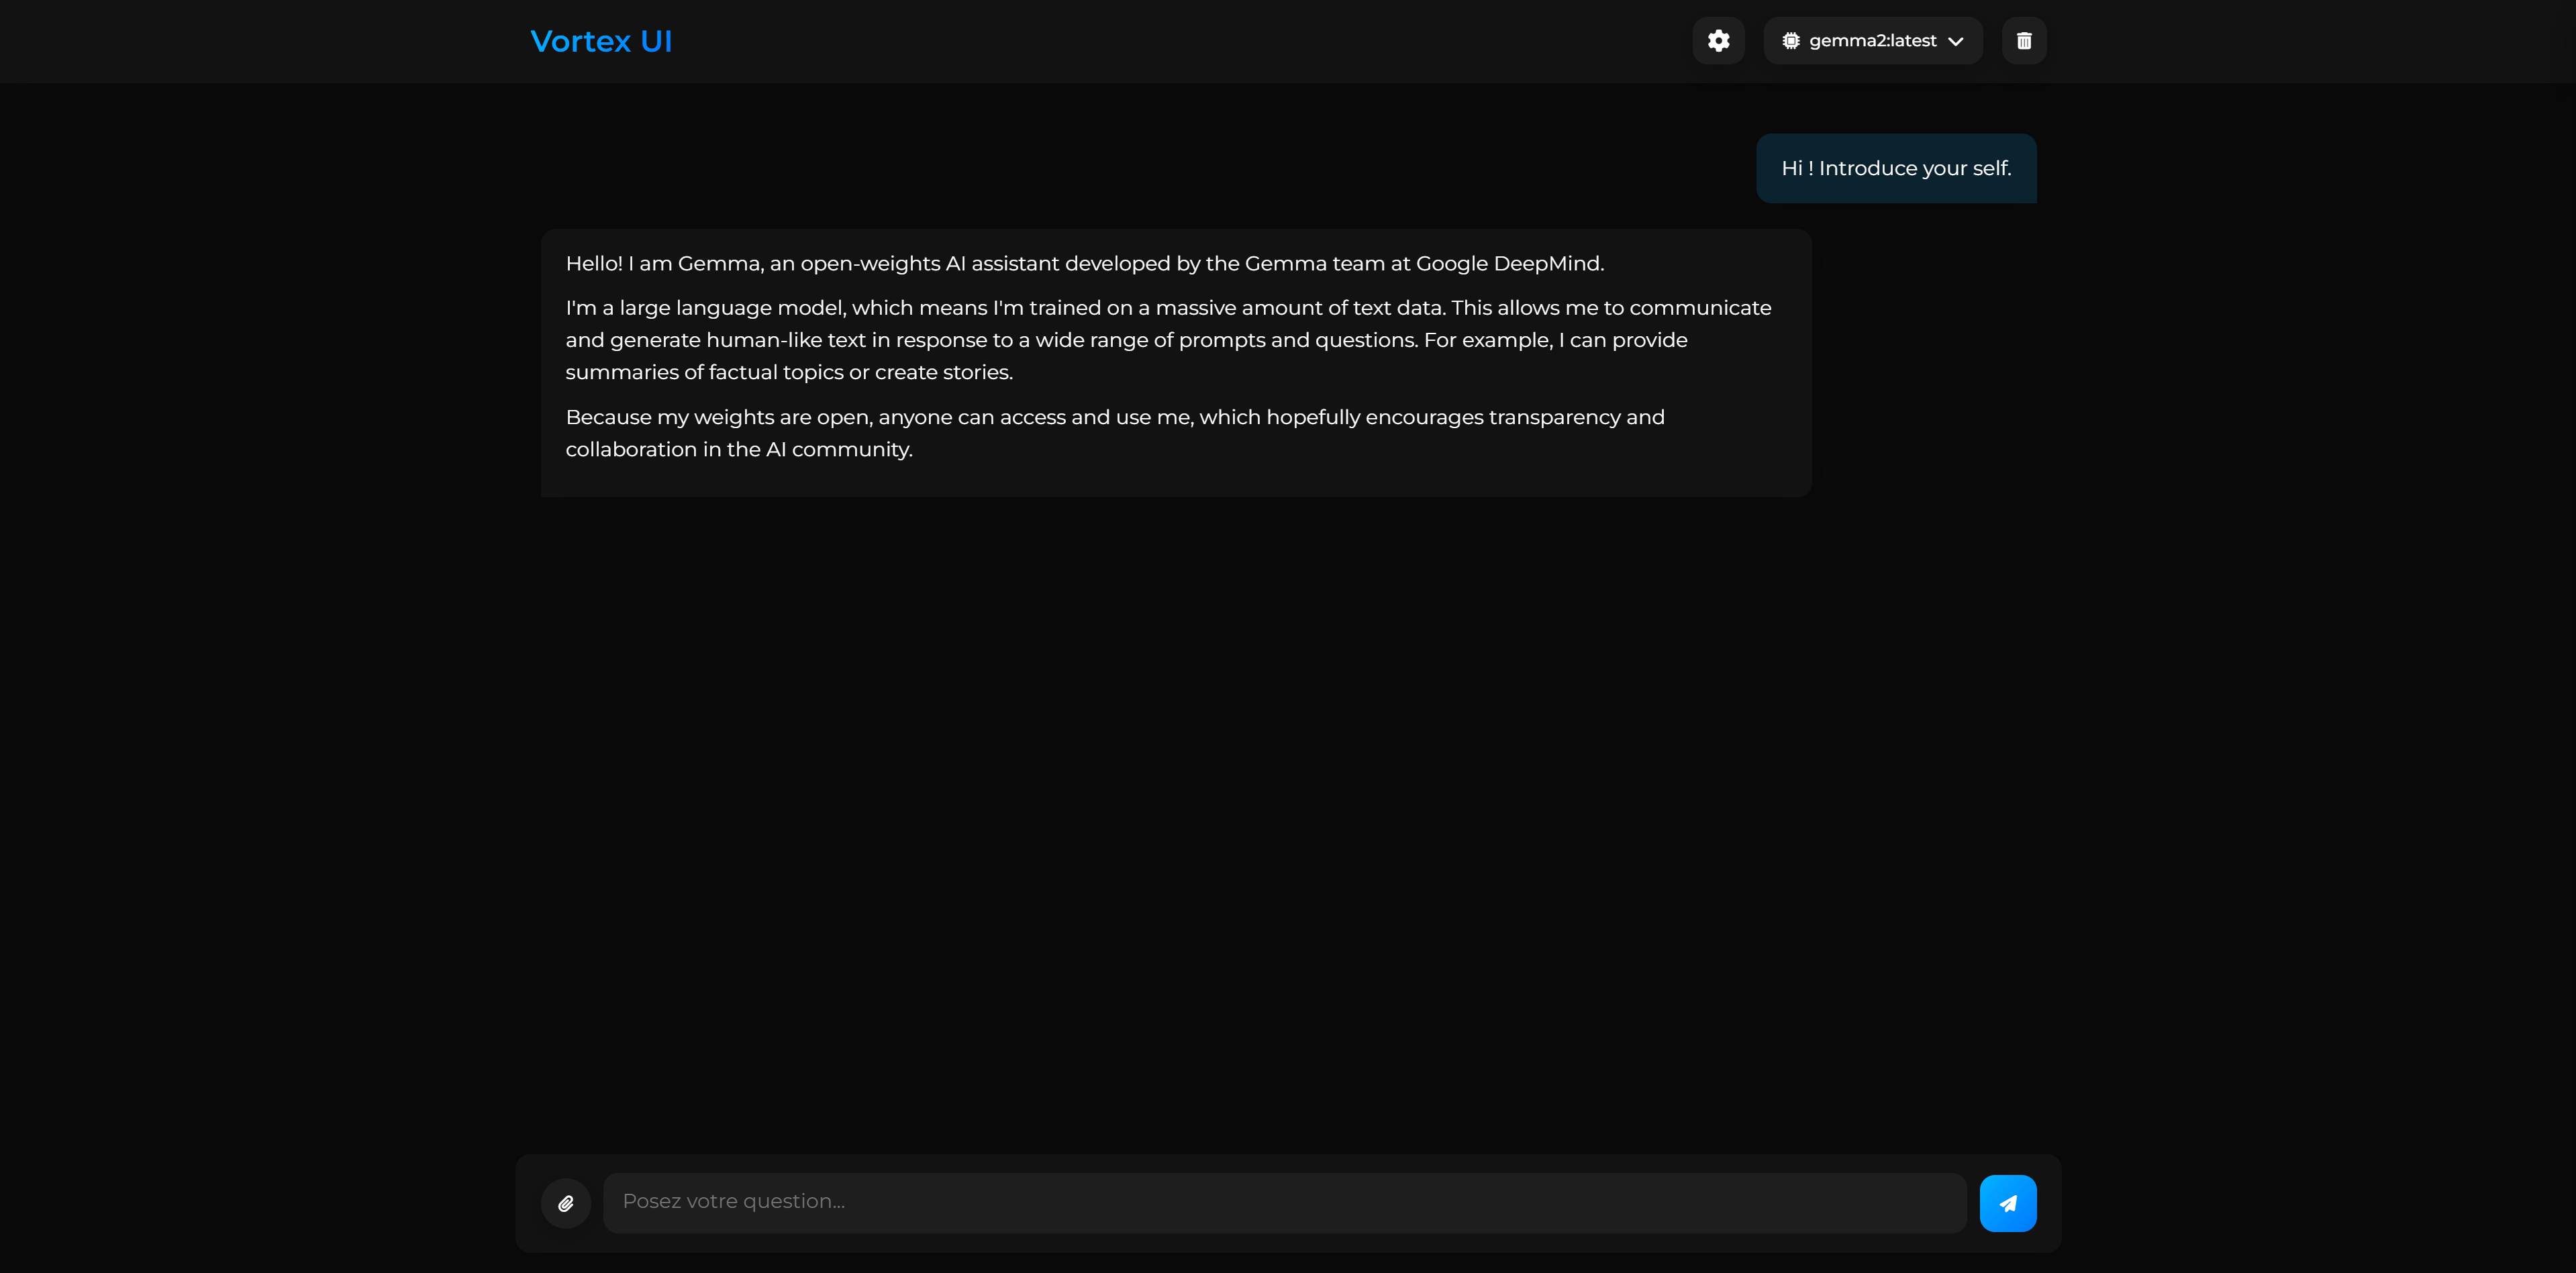 Vortex UI
gemma2:latest
Hi ! Introduce your self.
Hello! I am Gemma, an open-weights AI assistant developed by the Gemma team at Google DeepMind.
I'm a large language model, which means I'm trained on a massive amount of text data. This allows me to communicate
and generate human-like text in response to a wide range of prompts and questions. For example, I can provide
summaries of factual topics or create stories.
Because my weights are open, anyone can access and use me, which hopefully encourages transparency and
collaboration in the AI community.
Posez votre question...